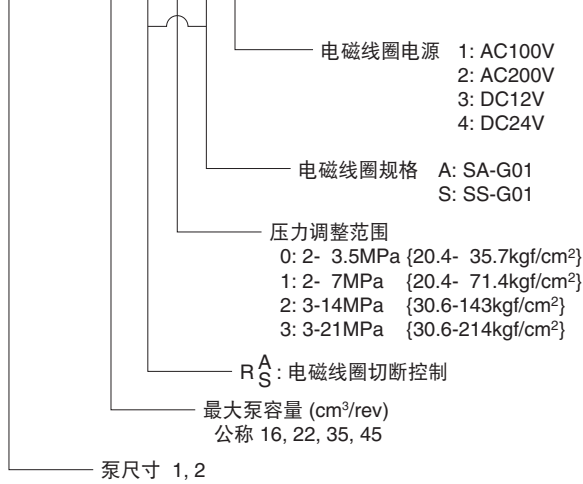 电磁线圈电源 1: AC100V
2: AC200V
3: DC12V
4: DC24V
电磁线圈规格 A: SA-G01
S: SS-G01
压力调整范围
0: 2- 3.5MPa {20.4- 35.7kgf/cm²}
1: 2- 7MPa {20.4- 71.4kgf/cm²}
2: 3-14MPa {30.6-143kgf/cm²}
3: 3-21MPa {30.6-214kgf/cm²}
R A S : 电磁线圈切断控制
最大泵容量 (cm³/rev)
公称 16, 22, 35, 45
泵尺寸 1, 2